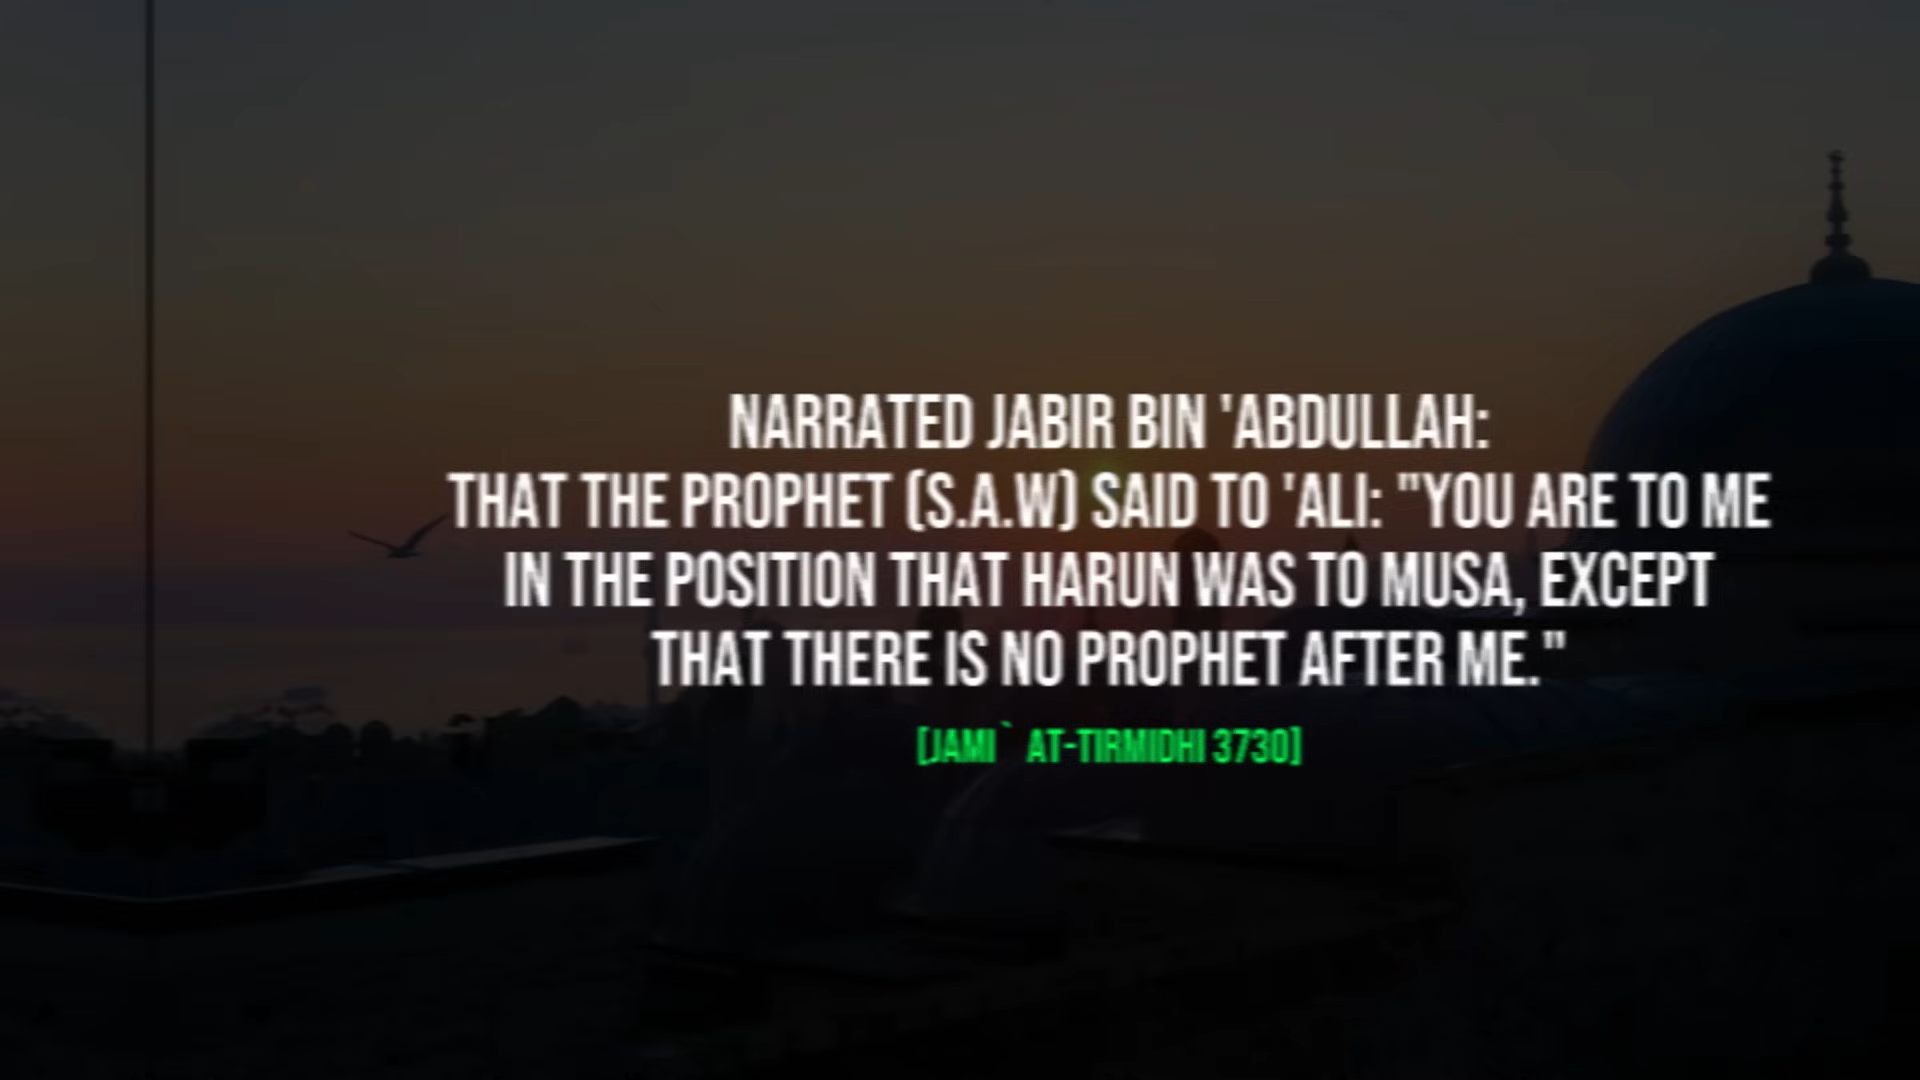 NARRATED JABIR BIN 'ABDULLAH:
THAT THE PROPHET (S.A.W) SAID TO 'ALI: "YOU ARE TO ME
IN THE POSITION THAT HARUN WAS TO MUSA, EXCEPT
THAT THERE IS NO PROPHET AFTER ME."
[JAMI` AT-TIRMIDHI 3730]